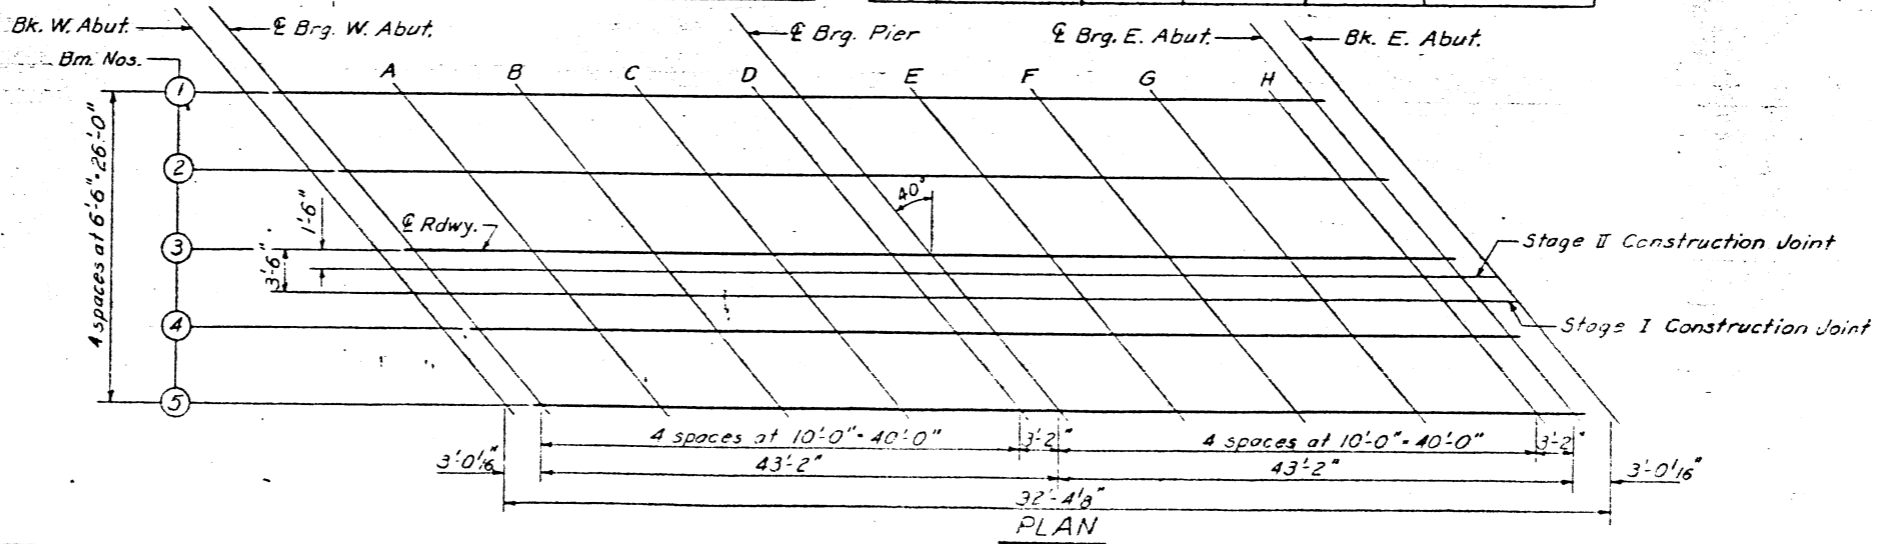 Bk. W. Abut.
℄ Brg. W. Abut.
℄ Brg. Pier
℄ Brg. E. Abut.
Bk. E. Abut.
Bm. Nos.
A
B
C
D
E
F
G
H
1
2
3
4
5
4 spaces at 6'-6" = 26'-0"
1'-6"
3'-6"
℄ Rdwy.
40°
Stage II Construction Joint
Stage I Construction Joint
4 spaces at 10'-0" = 40'-0"
3'-2"
4 spaces at 10'-0" = 40'-0"
3'-2"
3'-0 1/16"
43'-2"
43'-2"
3'-0 1/16"
32'-4 1/8"
PLAN